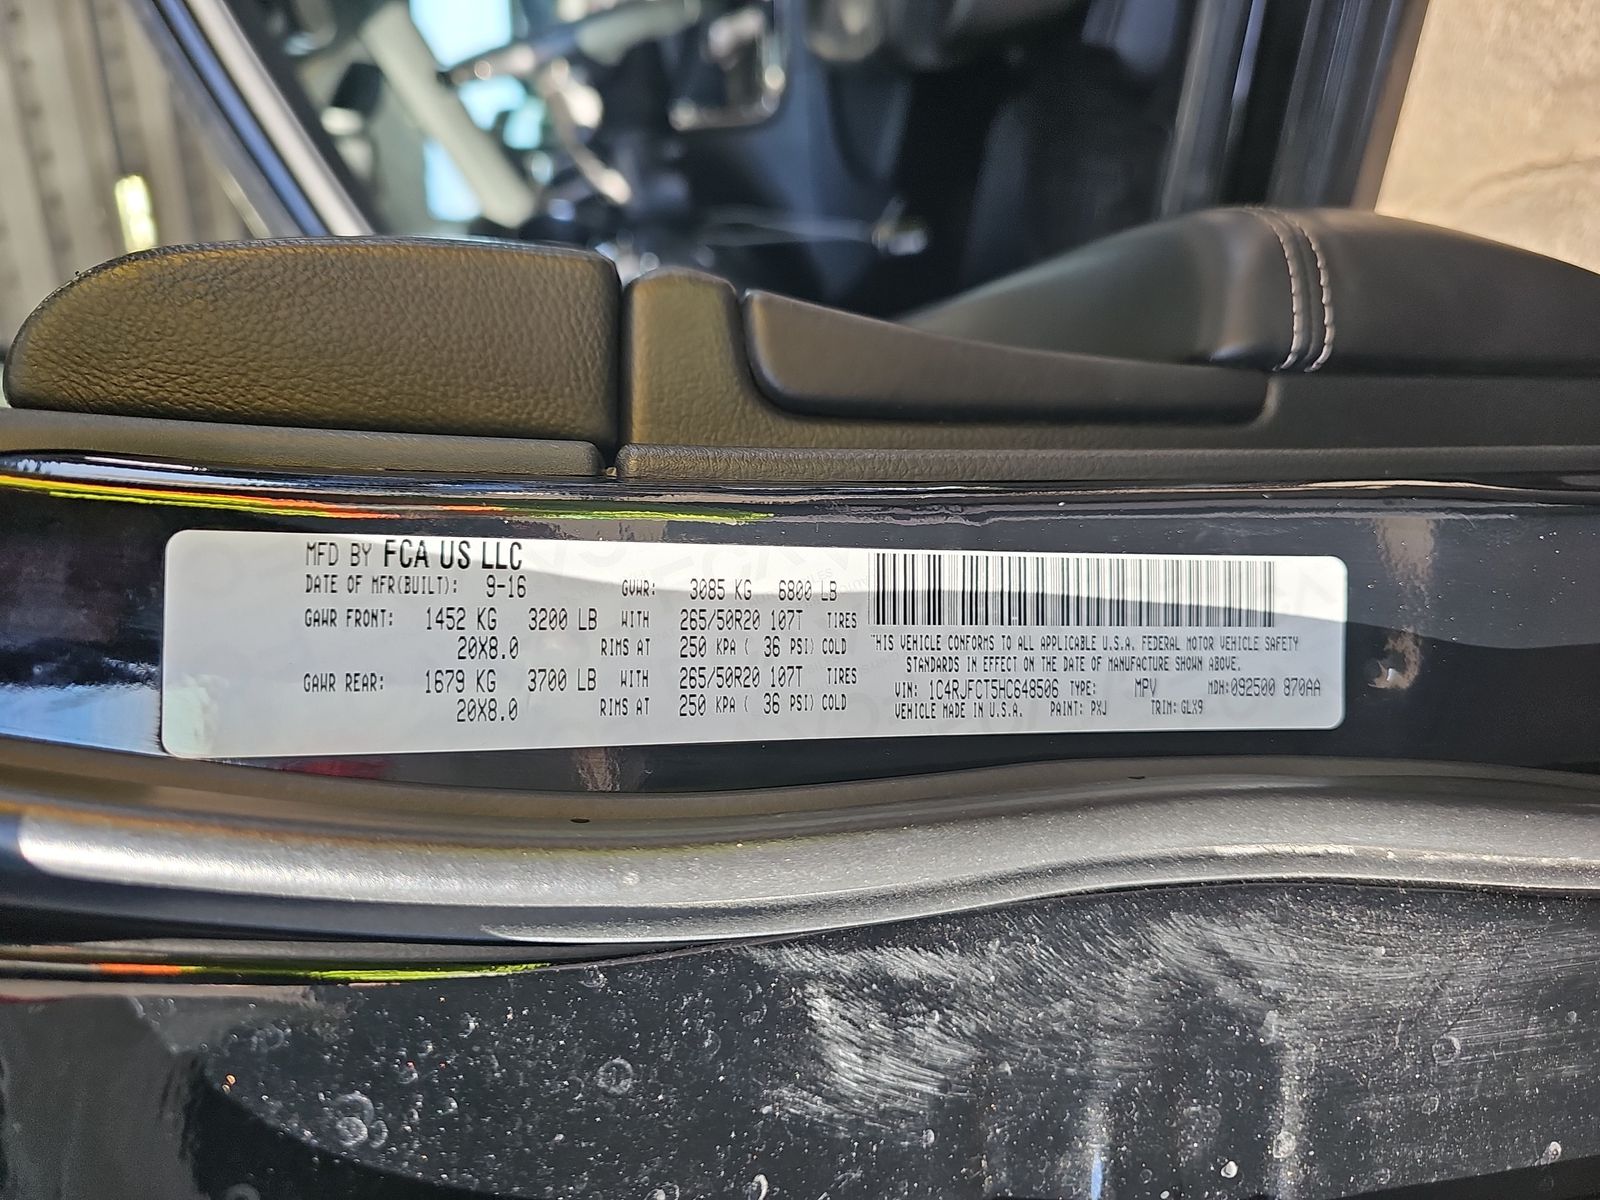 MFD BY FCA US LLC
DATE OF MFR(BUILT): 9-16 GVWR: 3085 KG 6800 LB
GAWR FRONT: 1452 KG 3200 LB WITH 265/50R20 107T TIRES
20X8.0 RIMS AT 250 KPA ( 36 PSI) COLD
GAWR REAR: 1679 KG 3700 LB WITH 265/50R20 107T TIRES
20X8.0 RIMS AT 250 KPA ( 36 PSI) COLD
THIS VEHICLE CONFORMS TO ALL APPLICABLE U.S.A. FEDERAL MOTOR VEHICLE SAFETY
STANDARDS IN EFFECT ON THE DATE OF MANUFACTURE SHOWN ABOVE.
VIN: 1C4RJFCT5HC648506 TYPE: MPV MDH:092500 870AA
VEHICLE MADE IN U.S.A. PAINT: PXJ TRIM: GLX9